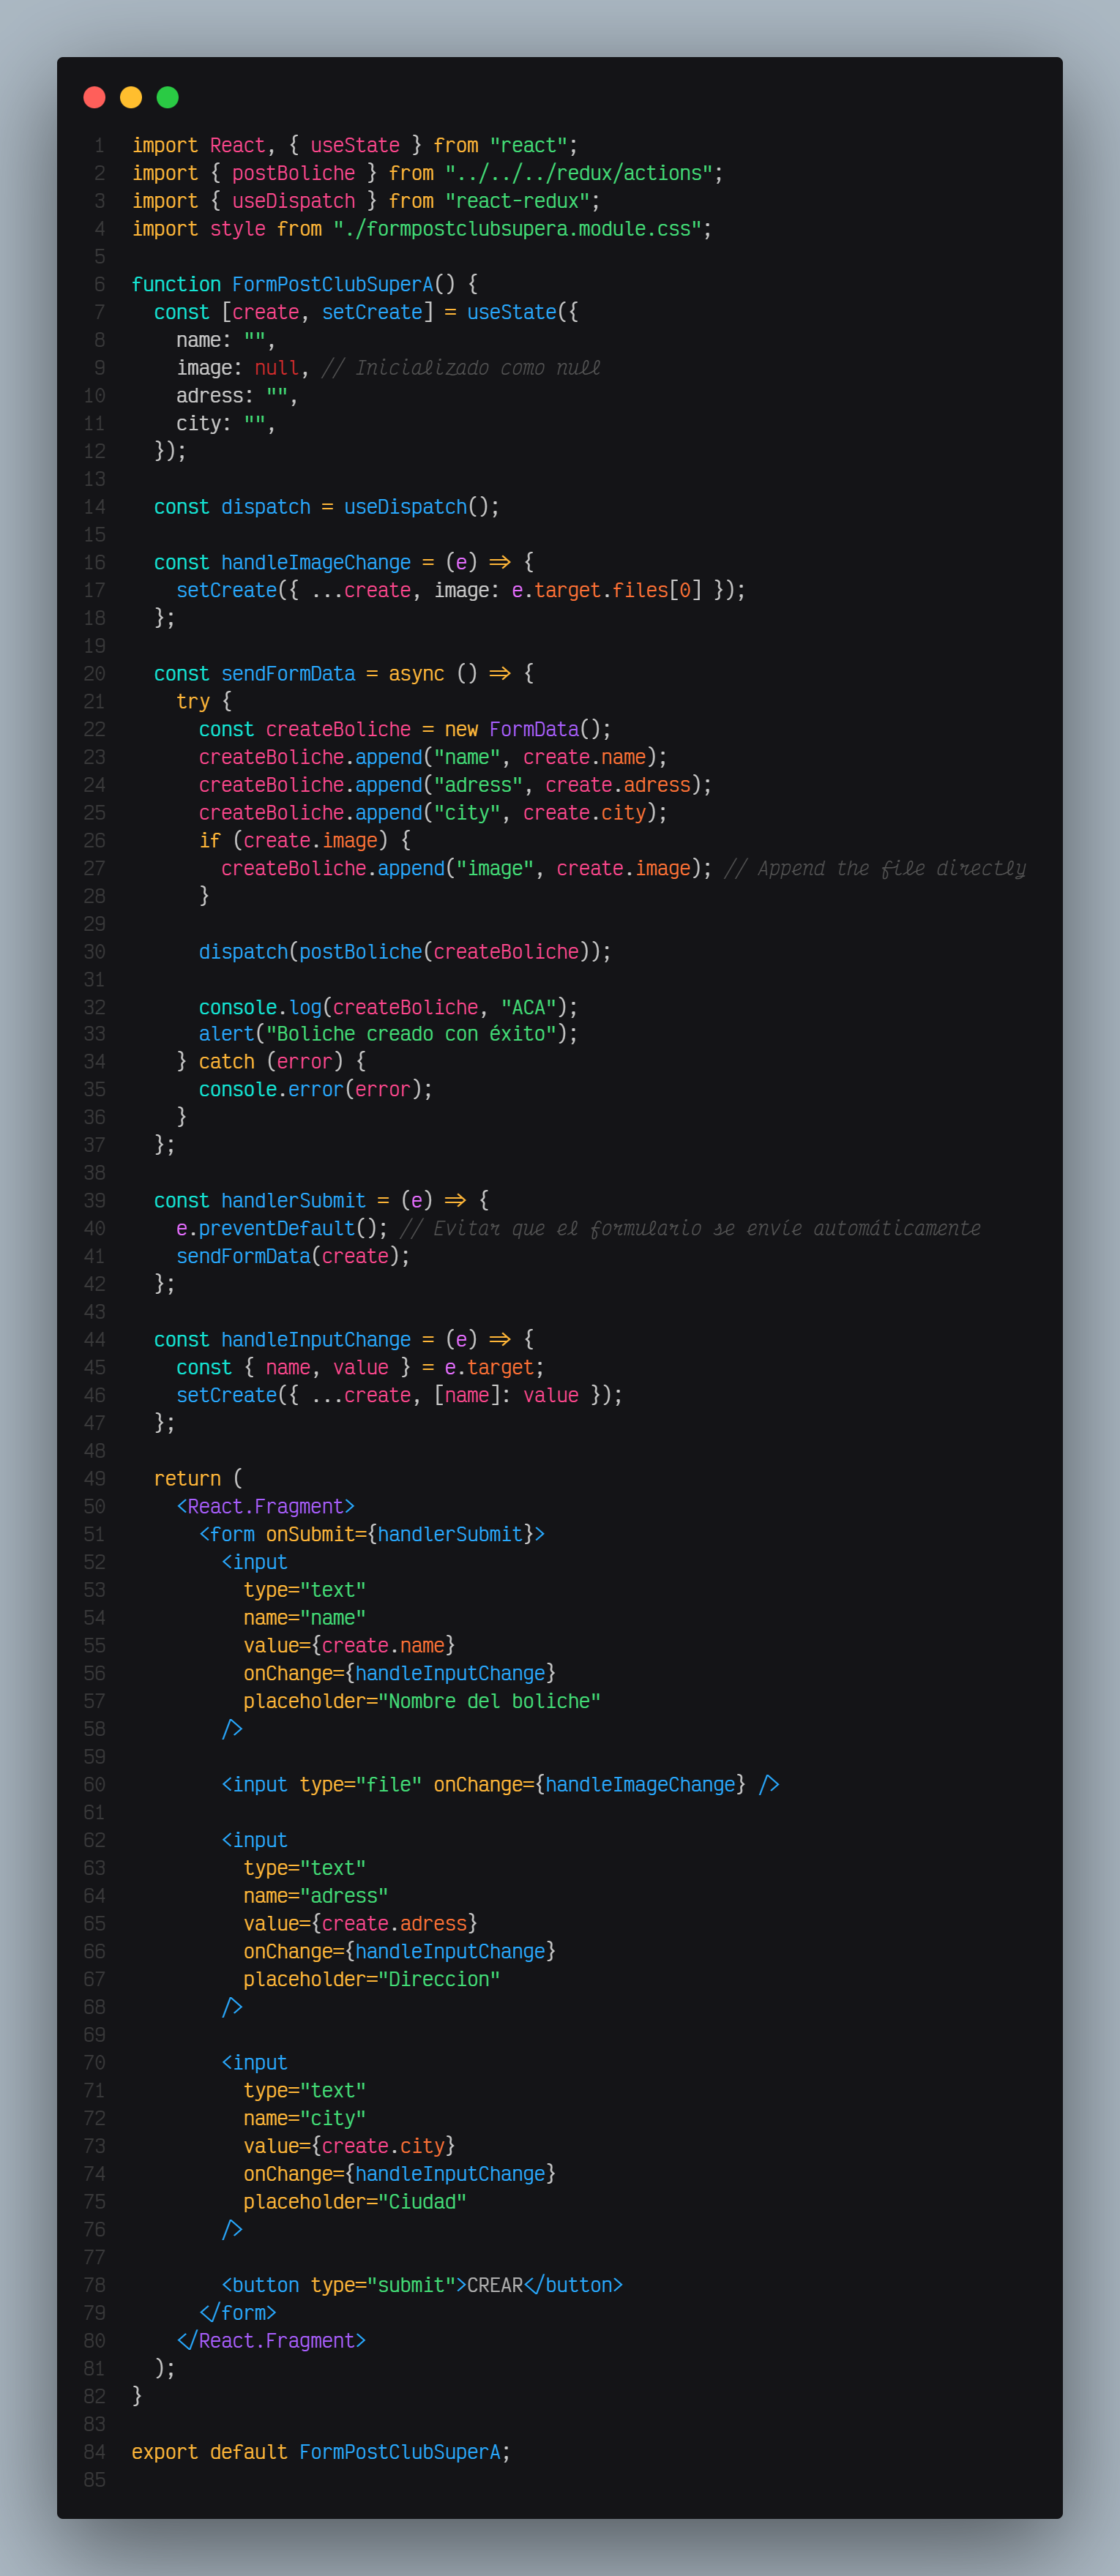 1 import React, { useState } from "react";
2 import { postBoliche } from "../../../redux/actions";
3 import { useDispatch } from "react-redux";
4 import style from "./formpostclubsupera.module.css";
5
6 function FormPostClubSuperA() {
7   const [create, setCreate] = useState({
8     name: "",
9     image: null, // Inicializado como null
10     adress: "",
11     city: "",
12   });
13
14   const dispatch = useDispatch();
15
16   const handleImageChange = (e) => {
17     setCreate({ ...create, image: e.target.files[0] });
18   };
19
20   const sendFormData = async () => {
21     try {
22       const createBoliche = new FormData();
23       createBoliche.append("name", create.name);
24       createBoliche.append("adress", create.adress);
25       createBoliche.append("city", create.city);
26       if (create.image) {
27         createBoliche.append("image", create.image); // Append the file directly
28       }
29
30       dispatch(postBoliche(createBoliche));
31
32       console.log(createBoliche, "ACA");
33       alert("Boliche creado con éxito");
34     } catch (error) {
35       console.error(error);
36     }
37   };
38
39   const handlerSubmit = (e) => {
40     e.preventDefault(); // Evitar que el formulario se envíe automáticamente
41     sendFormData(create);
42   };
43
44   const handleInputChange = (e) => {
45     const { name, value } = e.target;
46     setCreate({ ...create, [name]: value });
47   };
48
49   return (
50     <React.Fragment>
51       <form onSubmit={handlerSubmit}>
52         <input
53           type="text"
54           name="name"
55           value={create.name}
56           onChange={handleInputChange}
57           placeholder="Nombre del boliche"
58         />
59
60         <input type="file" onChange={handleImageChange} />
61
62         <input
63           type="text"
64           name="adress"
65           value={create.adress}
66           onChange={handleInputChange}
67           placeholder="Direccion"
68         />
69
70         <input
71           type="text"
72           name="city"
73           value={create.city}
74           onChange={handleInputChange}
75           placeholder="Ciudad"
76         />
77
78         <button type="submit">CREAR</button>
79       </form>
80     </React.Fragment>
81   );
82 }
83
84 export default FormPostClubSuperA;
85